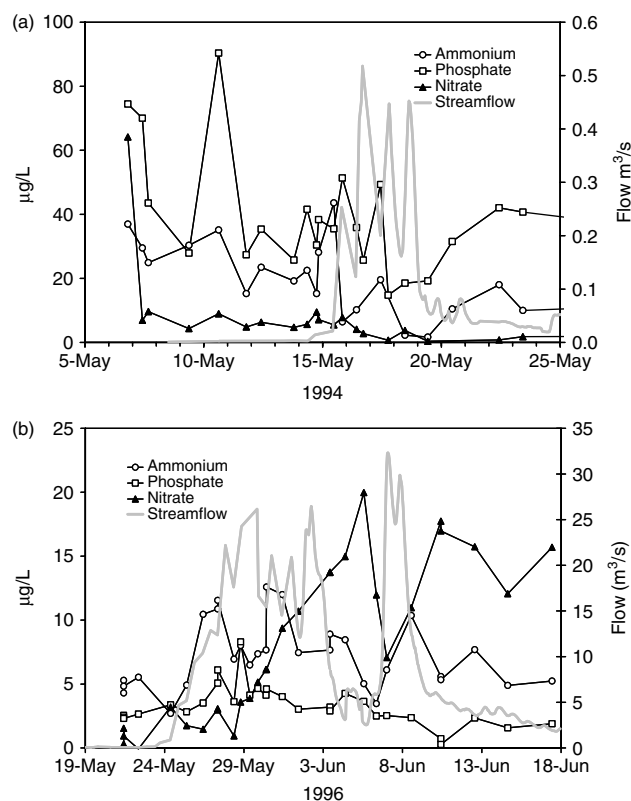 (a)
100
80
60
40
20
0
µg/L
Ammonium
Phosphate
Nitrate
Streamflow
0.6
0.5
0.4
0.3
0.2
0.1
0.0
Flow m³/s
5-May 10-May 15-May 20-May 25-May
1994
(b)
25
20
15
10
5
0
µg/L
Ammonium
Phosphate
Nitrate
Streamflow
35
30
25
20
15
10
5
0
Flow (m³/s)
19-May 24-May 29-May 3-Jun 8-Jun 13-Jun 18-Jun
1996